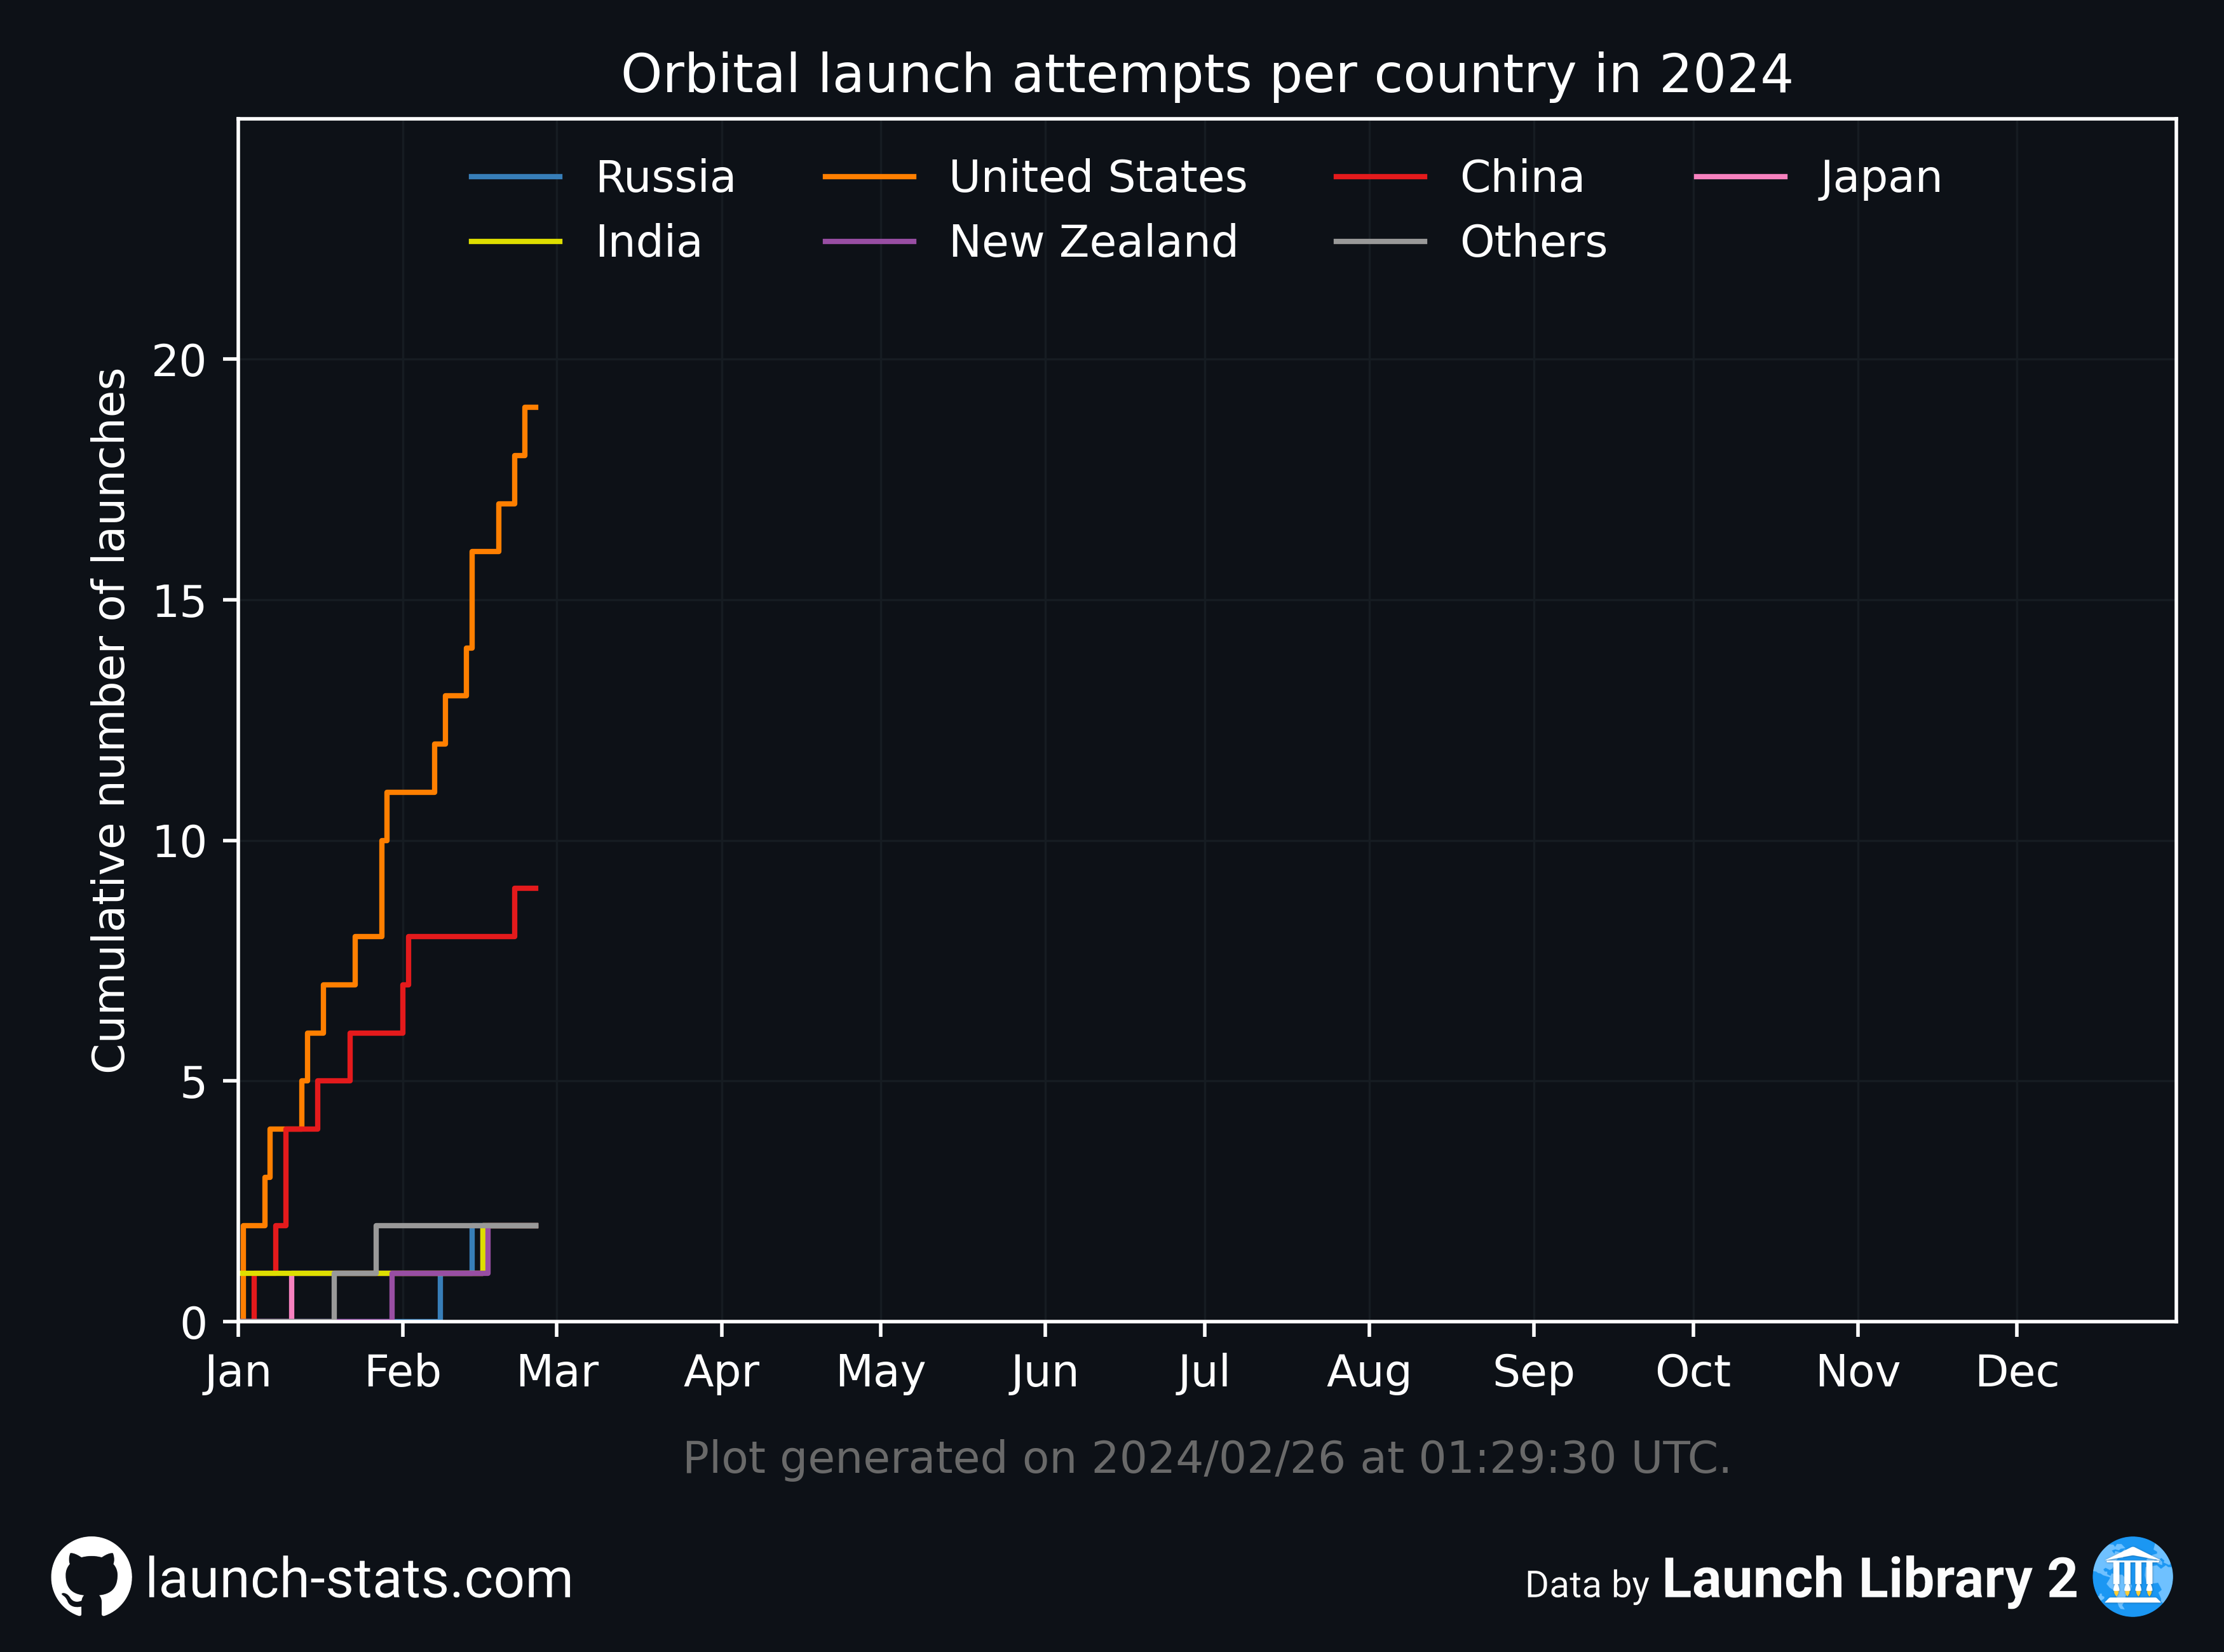 Orbital launch attempts per country in 2024
Russia United States China Japan
India New Zealand Others
Cumulative number of launches
20
15
10
5
0
Jan Feb Mar Apr May Jun Jul Aug Sep Oct Nov Dec
Plot generated on 2024/02/26 at 01:29:30 UTC.
launch-stats.com
Data by Launch Library 2